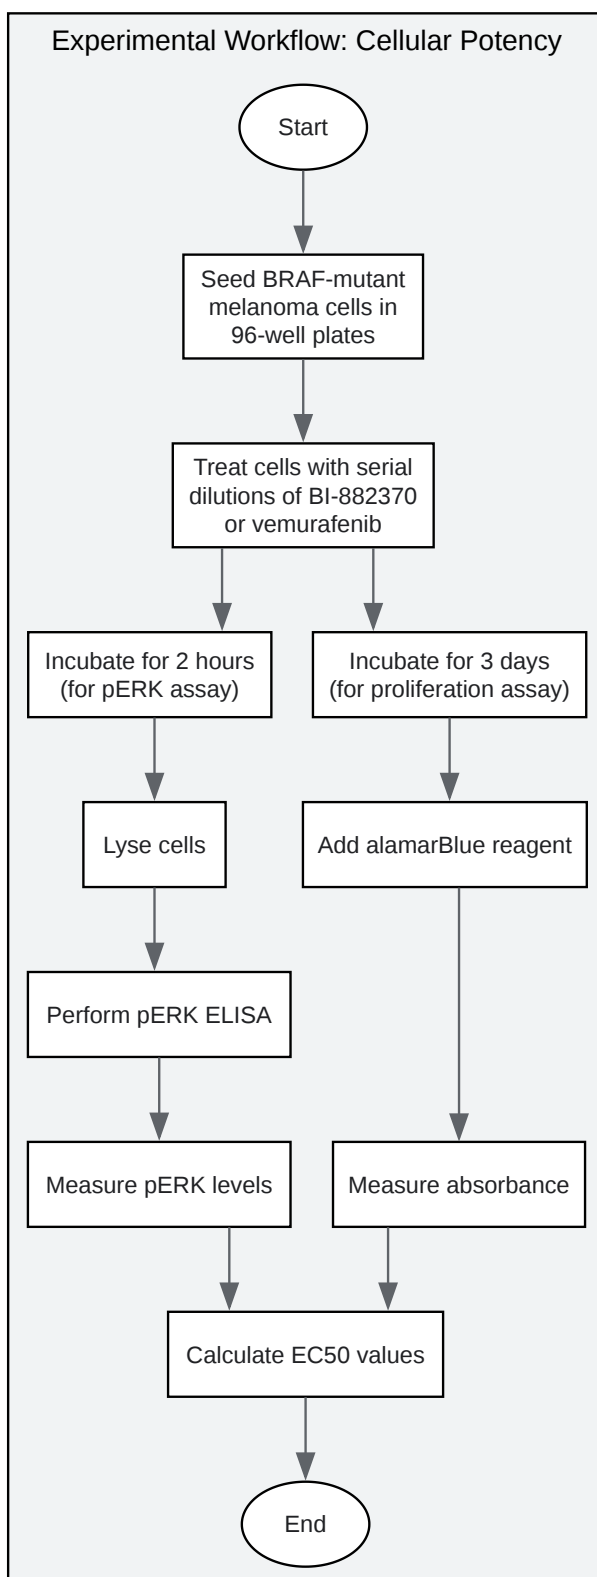 Experimental Workflow: Cellular Potency
Start
Seed BRAF-mutant
melanoma cells in
96-well plates
Treat cells with serial
dilutions of BI-882370
or vemurafenib
Incubate for 2 hours
(for pERK assay)
Incubate for 3 days
(for proliferation assay)
Lyse cells
Add alamarBlue reagent
Perform pERK ELISA
Measure pERK levels
Measure absorbance
Calculate EC50 values
End